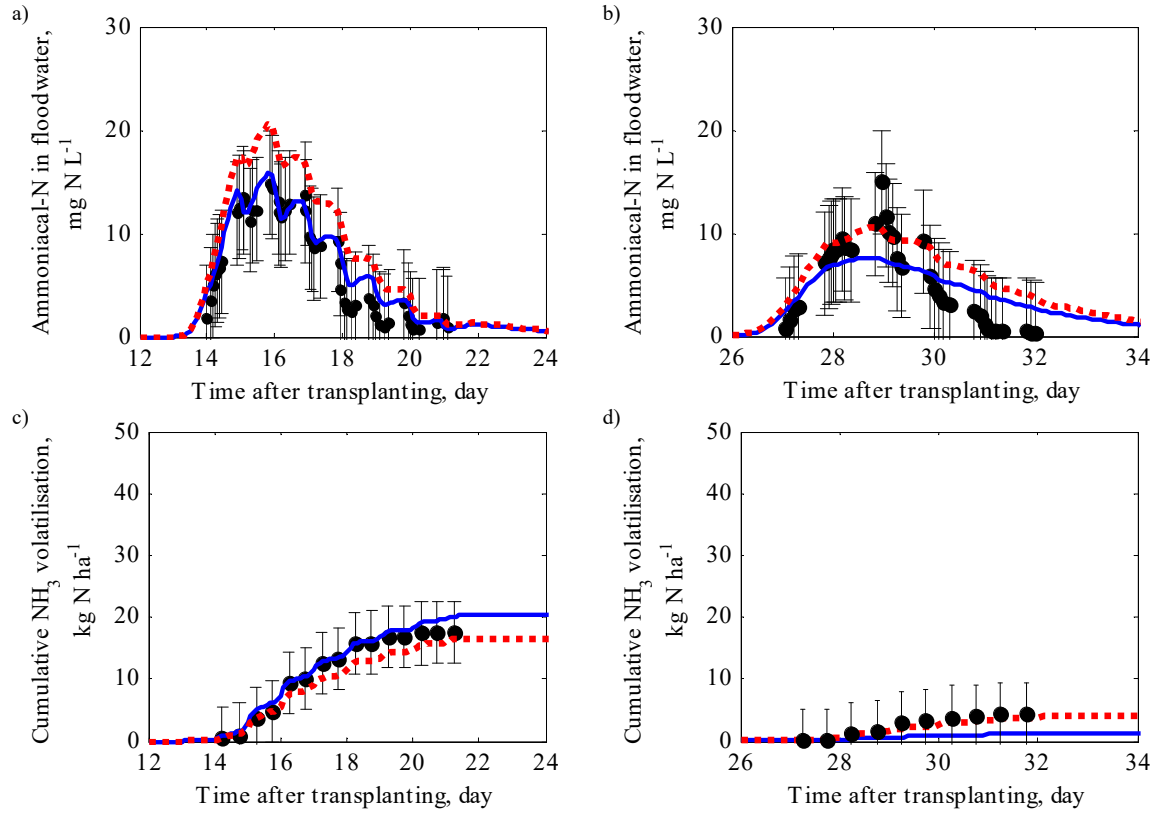 a)
Ammoniacal-N in floodwater,
mg N L-1
30
20
10
0
12 14 16 18 20 22 24
Time after transplanting, day
b)
Ammoniacal-N in floodwater,
mg N L-1
30
20
10
0
26 28 30 32 34
Time after transplanting, day
c)
Cumulative NH3 volatilisation,
kg N ha-1
50
40
30
20
10
0
12 14 16 18 20 22 24
Time after transplanting, day
d)
Cumulative NH3 volatilisation,
kg N ha-1
50
40
30
20
10
0
26 28 30 32 34
Time after transplanting, day